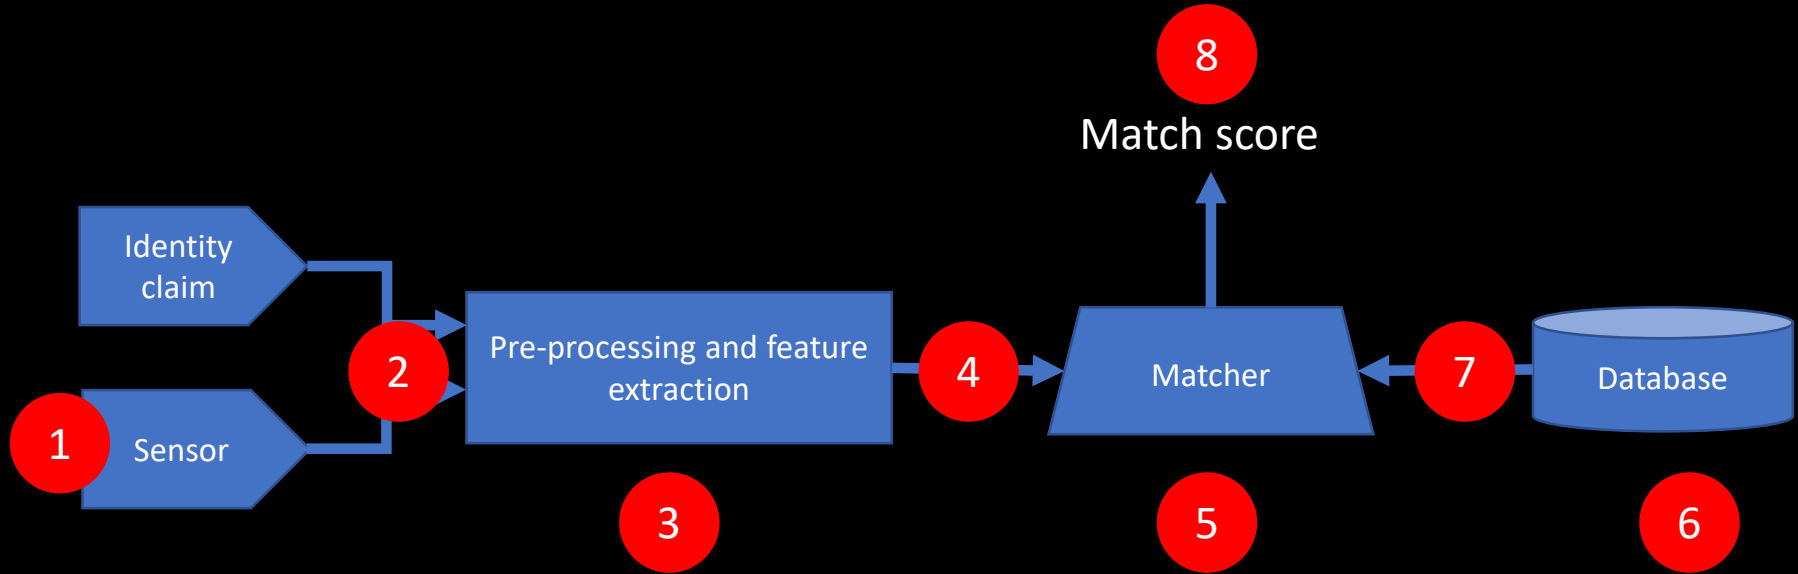 8
Match score
Identity
claim
Pre-processing and feature
extraction
2
4
Matcher
7
Database
1
Sensor
3
5
6